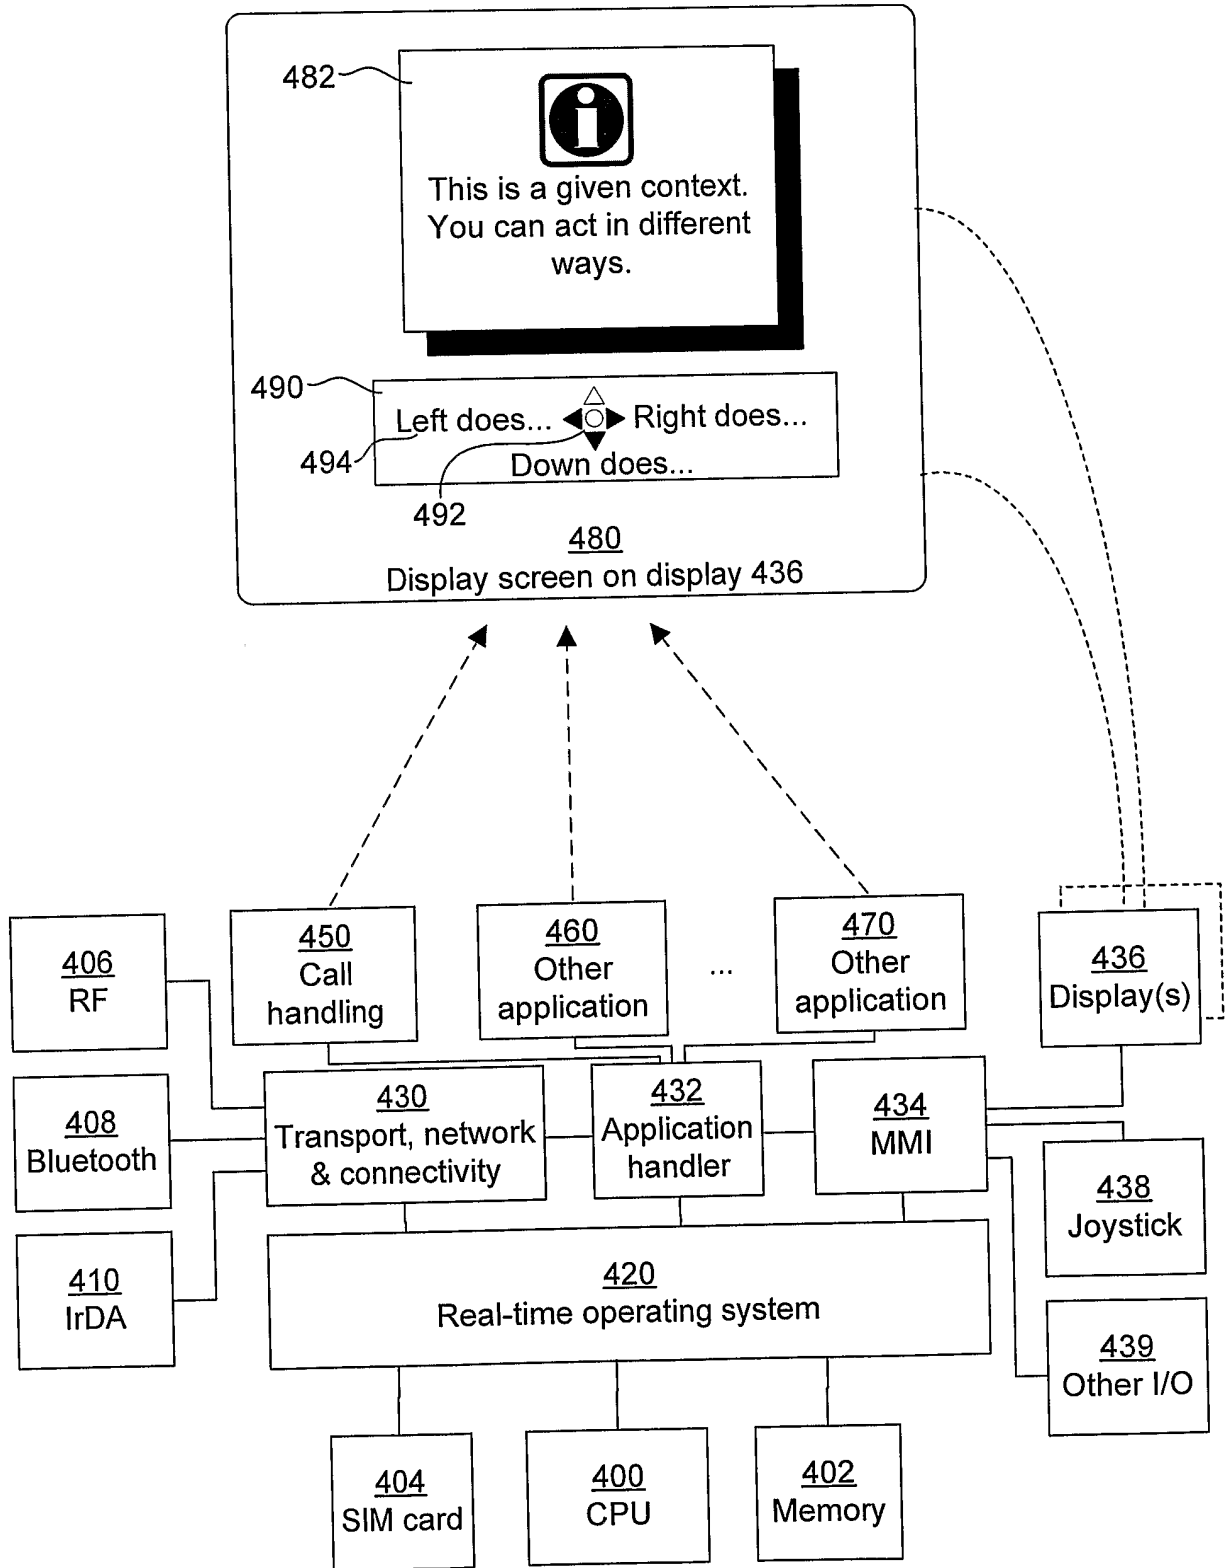 482
i
This is a given context.
You can act in different
ways.
490
Left does...
Right does...
494
Down does...
492
480
Display screen on display 436
406
RF
450
Call
handling
460
Other
application
...
470
Other
application
436
Display(s)
408
Bluetooth
430
Transport, network
& connectivity
432
Application
handler
434
MMI
438
Joystick
410
IrDA
420
Real-time operating system
439
Other I/O
404
SIM card
400
CPU
402
Memory